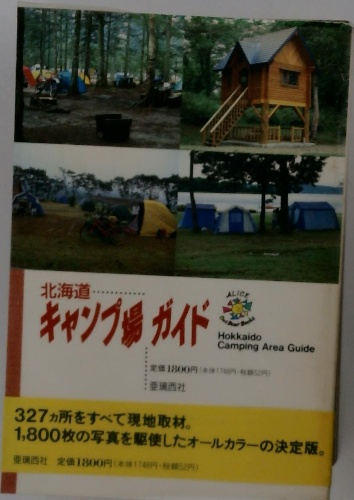 北海道
キャンプ場 ガイド
ALICE
Out Door Books
Hokkaido
Camping Area Guide
定価1800円(本体1748円・税額52円)
亜璃西社
327ヵ所をすべて現地取材。
1,800枚の写真を駆使したオールカラーの決定版。
亜璃西社 定価1800円(本体1748円・税額52円)